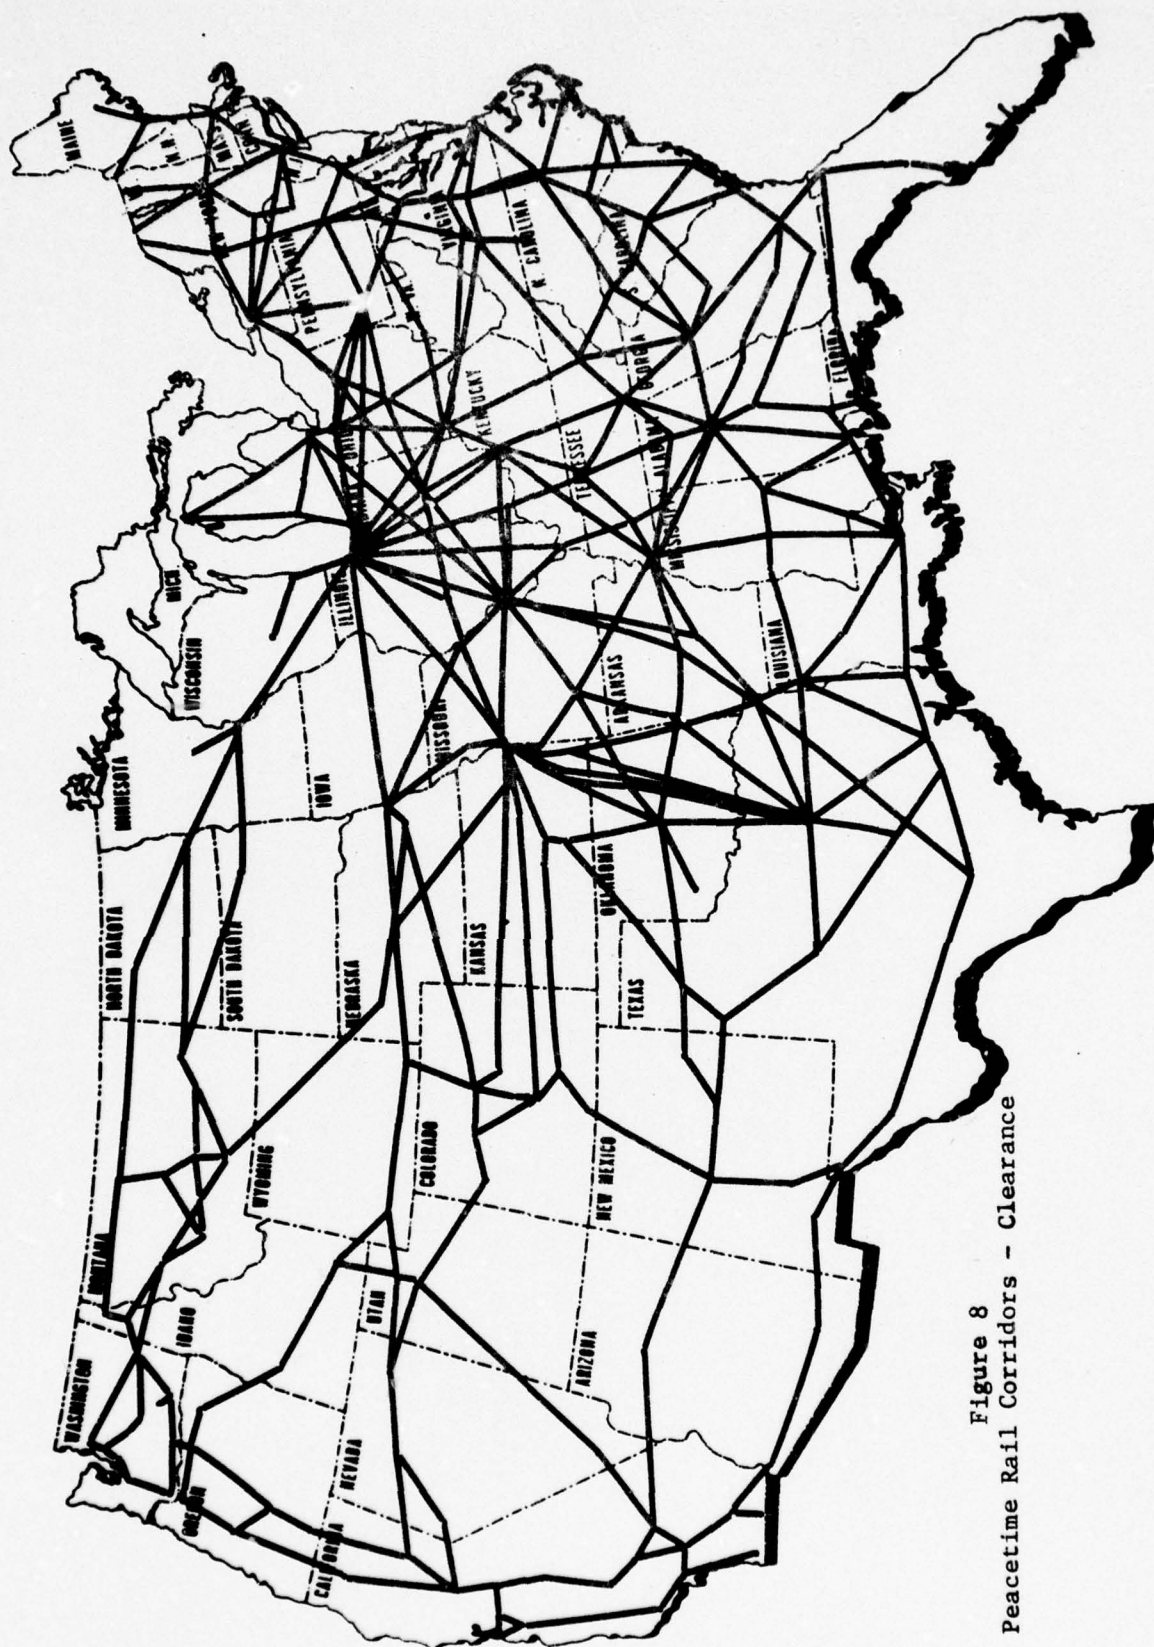 WASHINGTON
MONTANA
NORTH DAKOTA
MINNESOTA
MICH
MAINE
OREGON
IDAHO
SOUTH DAKOTA
WISCONSIN
WYOMING
NEBRASKA
IOWA
ILLINOIS
OHIO
PENNSYLVANIA
CALIFORNIA
NEVADA
UTAH
COLORADO
KANSAS
MISSOURI
KENTUCKY
VIRGINIA
ARIZONA
NEW MEXICO
TEXAS
OKLAHOMA
ARKANSAS
TENNESSEE
N. CAROLINA
LOUISIANA
GEORGIA
FLORIDA
Figure 8
Peacetime Rail Corridors - Clearance